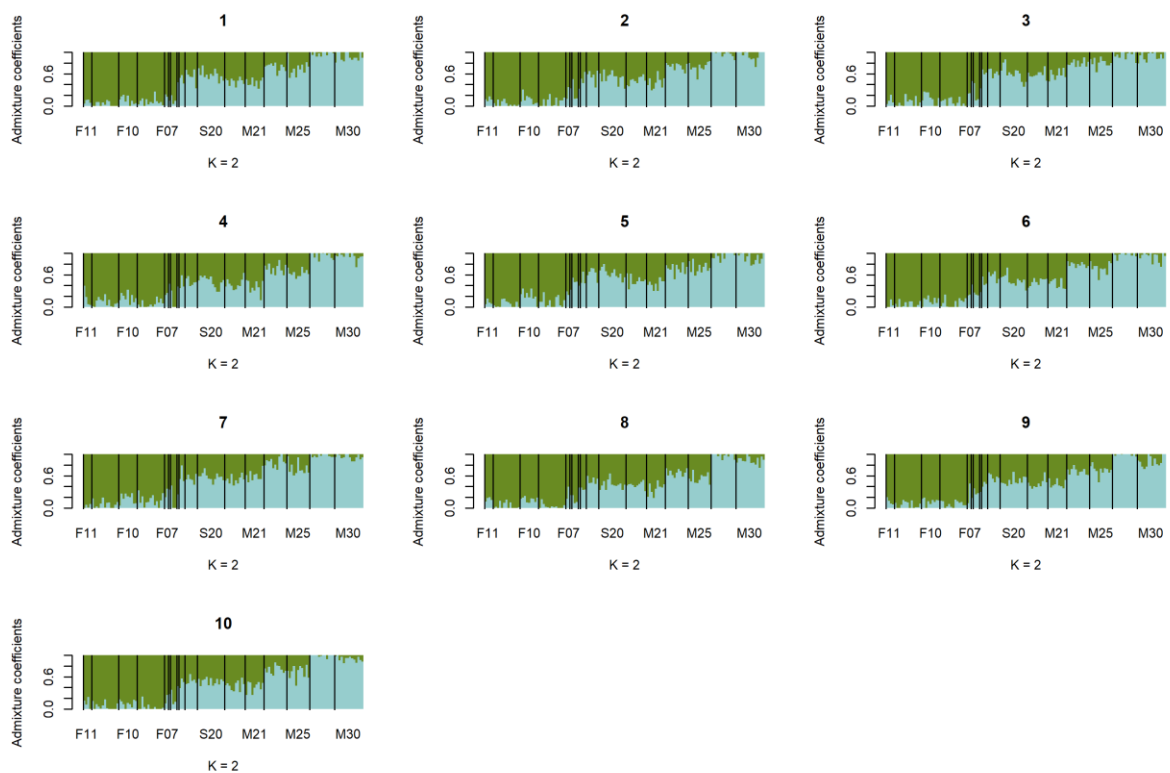 1
Admixture coefficients
0.0 0.6
F11 F10 F07 S20 M21 M25 M30
K = 2
2
Admixture coefficients
0.0 0.6
F11 F10 F07 S20 M21 M25 M30
K = 2
3
Admixture coefficients
0.0 0.6
F11 F10 F07 S20 M21 M25 M30
K = 2
4
Admixture coefficients
0.0 0.6
F11 F10 F07 S20 M21 M25 M30
K = 2
5
Admixture coefficients
0.0 0.6
F11 F10 F07 S20 M21 M25 M30
K = 2
6
Admixture coefficients
0.0 0.6
F11 F10 F07 S20 M21 M25 M30
K = 2
7
Admixture coefficients
0.0 0.6
F11 F10 F07 S20 M21 M25 M30
K = 2
8
Admixture coefficients
0.0 0.6
F11 F10 F07 S20 M21 M25 M30
K = 2
9
Admixture coefficients
0.0 0.6
F11 F10 F07 S20 M21 M25 M30
K = 2
10
Admixture coefficients
0.0 0.6
F11 F10 F07 S20 M21 M25 M30
K = 2